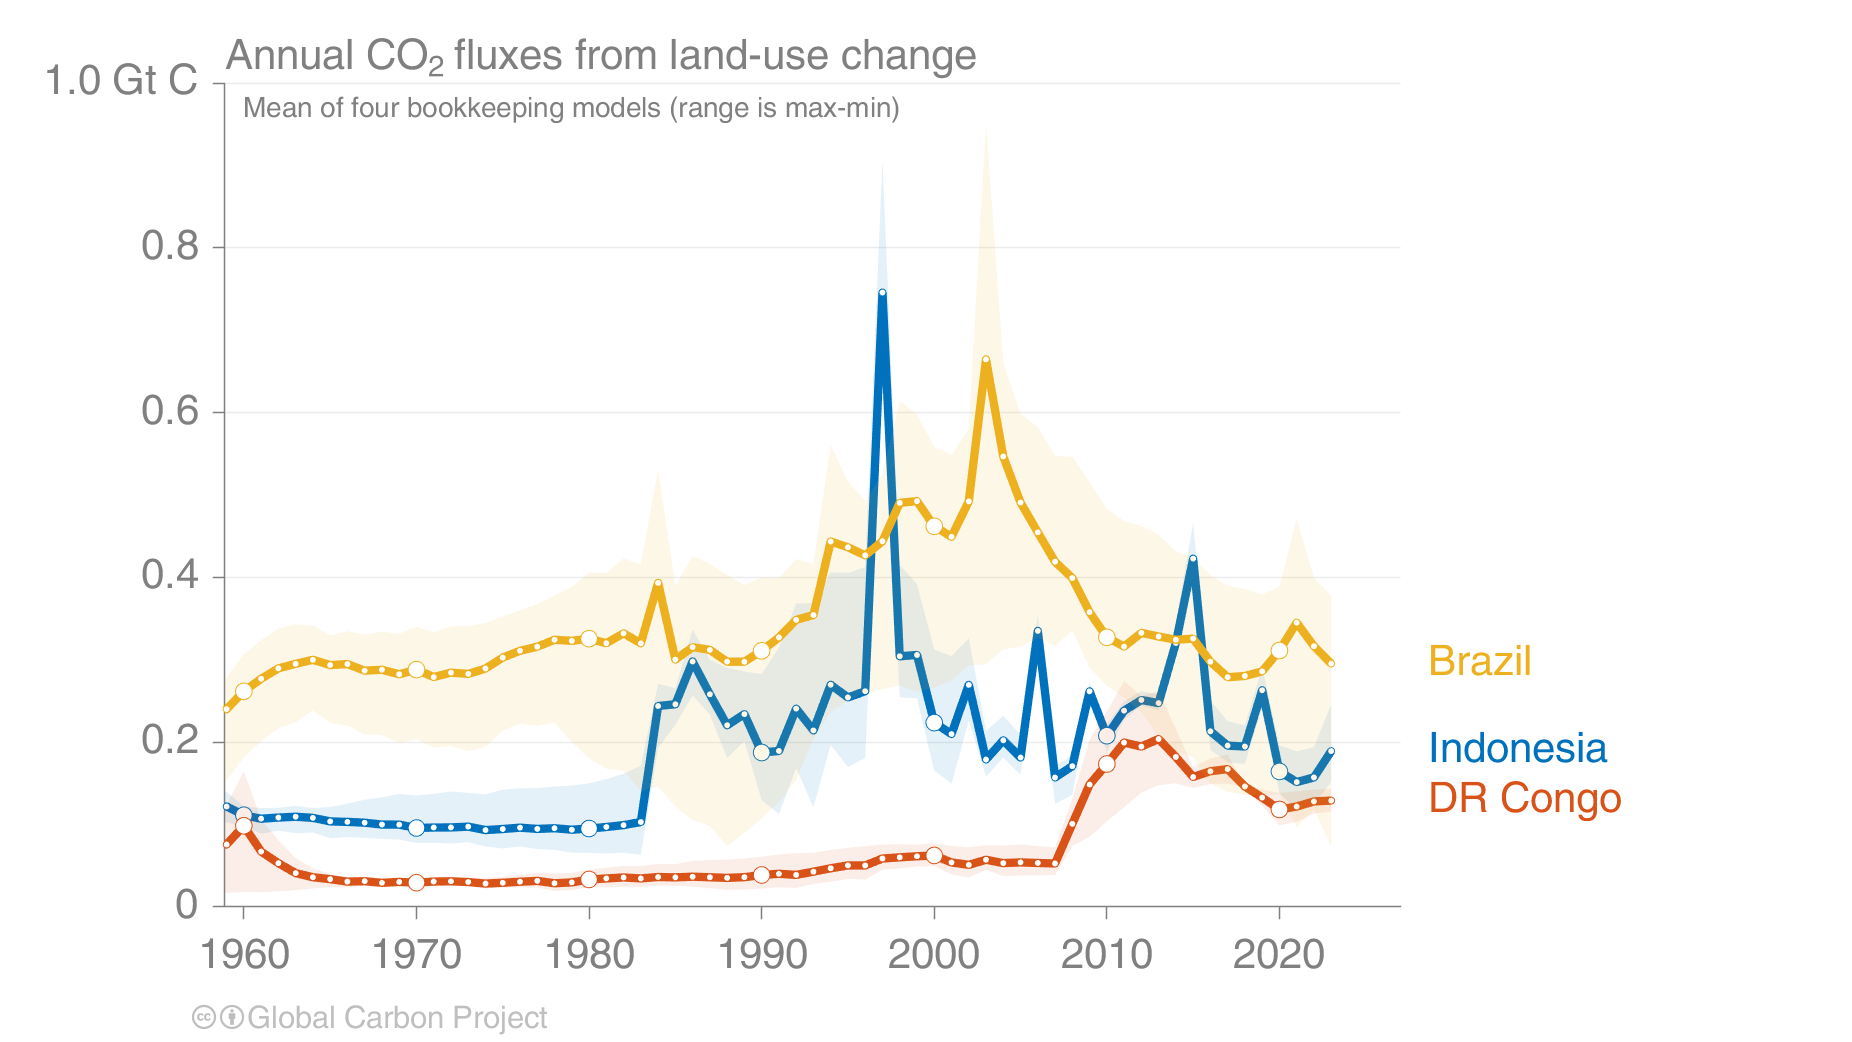 Annual CO₂ fluxes from land-use change
1.0 Gt C
Mean of four bookkeeping models (range is max-min)
0.8
0.6
0.4
0.2
0
Brazil
Indonesia
DR Congo
1960 1970 1980 1990 2000 2010 2020
cc Global Carbon Project